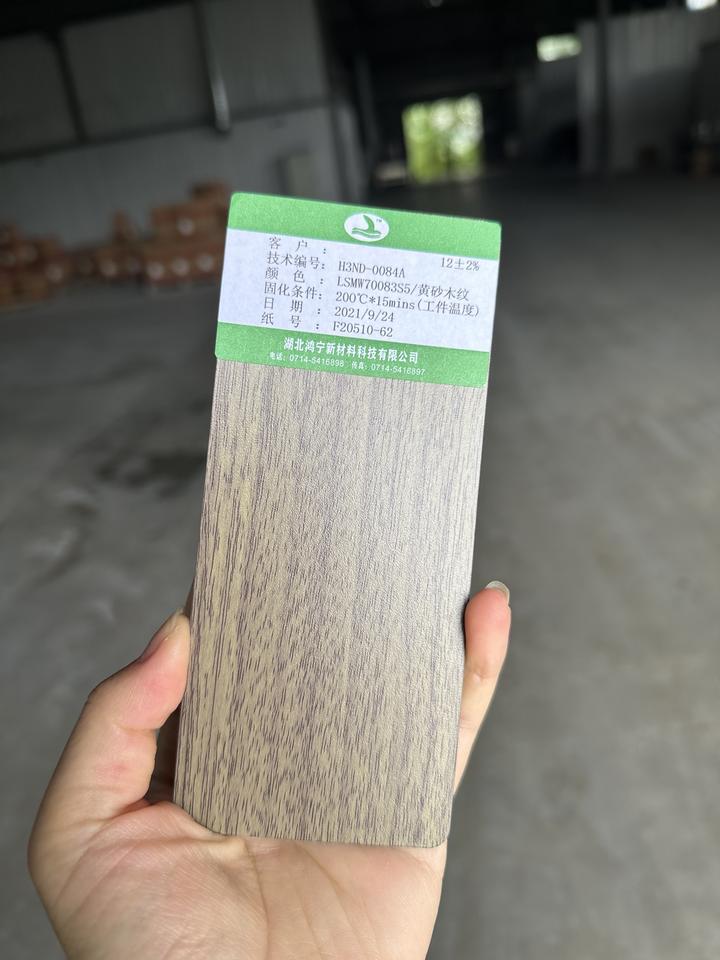 TM
客 户 :
技术编号: H3ND-0084A 12±2%
颜 色 : LSMW70083S5/黄砂木纹
固化条件: 200℃*15mins(工件温度)
日 期 : 2021/9/24
纸 号 : F20510-62
湖北鸿宁新材料科技有限公司
电话: 0714-5416898 传真: 0714-5416897